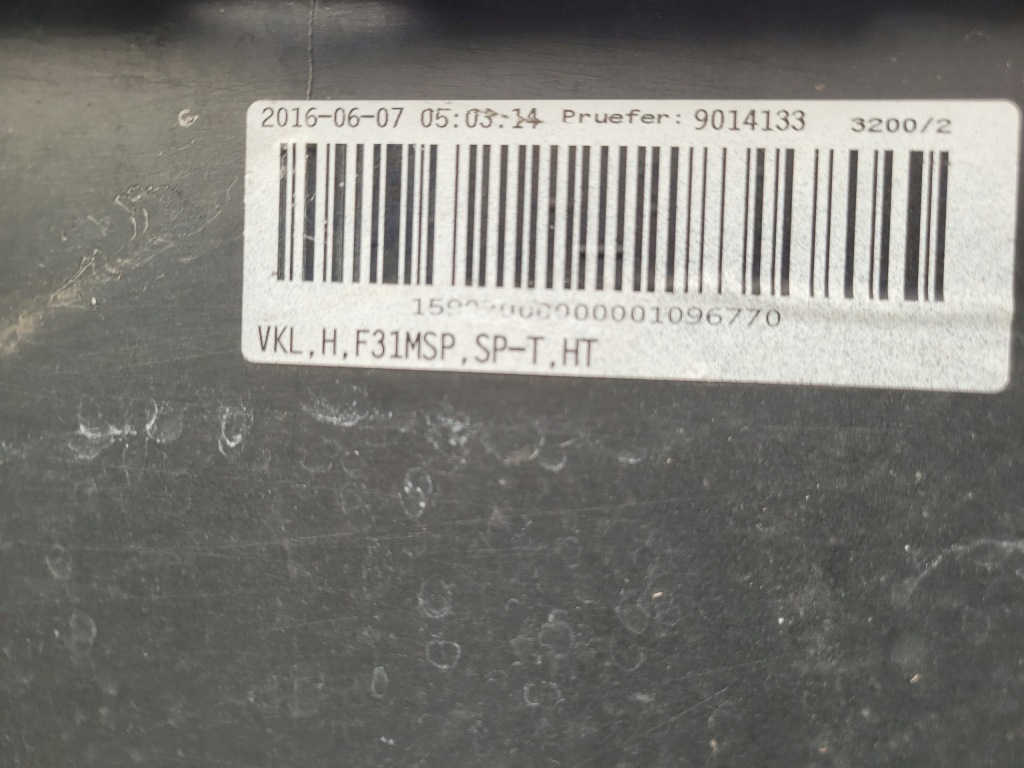 2016-06-07 05:03:14 Pruefer: 9014133 3200/2
VKL,H,F31MSP,SP-T,HT